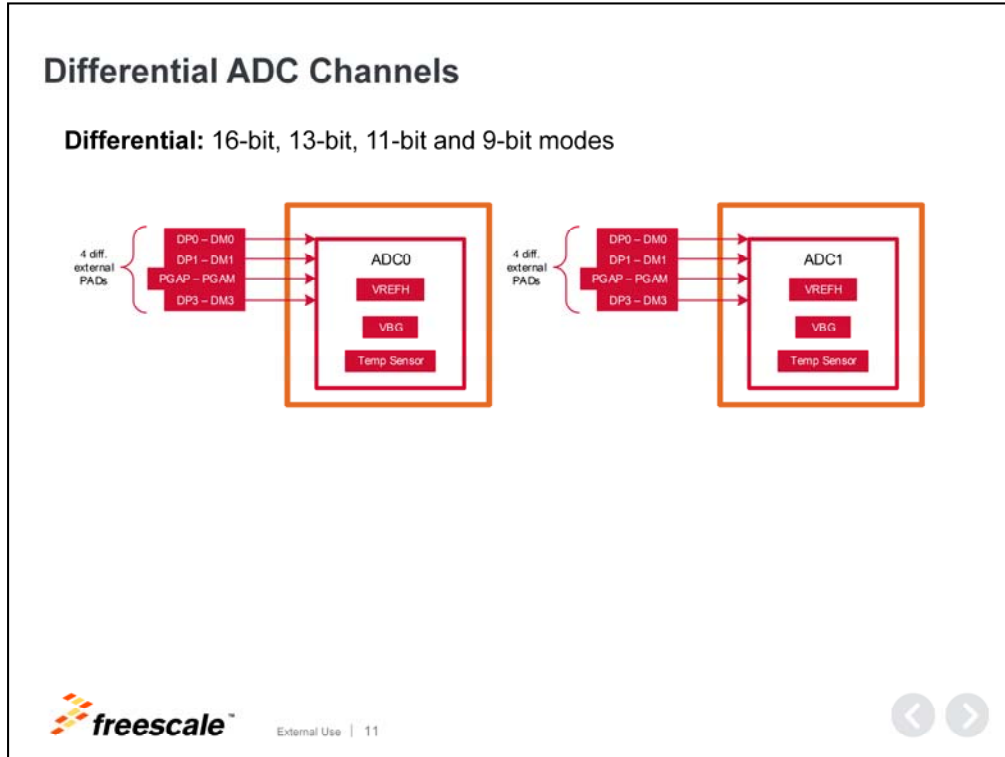 Differential ADC Channels
Differential: 16-bit, 13-bit, 11-bit and 9-bit modes
4 diff.
external
PADs
DP0 – DM0
DP1 – DM1
PGAP – PGAM
DP3 – DM3
ADC0
VREFH
VBG
Temp Sensor
4 diff.
external
PADs
DP0 – DM0
DP1 – DM1
PGAP – PGAM
DP3 – DM3
ADC1
VREFH
VBG
Temp Sensor
freescale™
External Use | 11